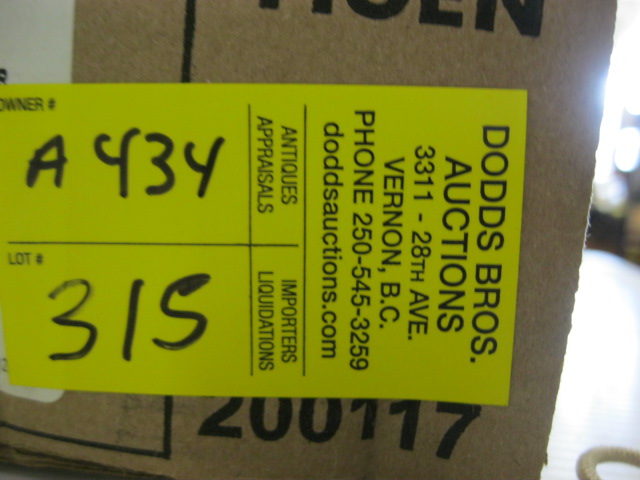 OWNER #
A 434
LOT #
315
ANTIQUES
APPRAISALS
IMPORTERS
LIQUIDATIONS
DODDS BROS.
AUCTIONS
3311 - 28TH AVE.
VERNON, B.C.
PHONE 250-545-3259
doddsauctions.com
200117